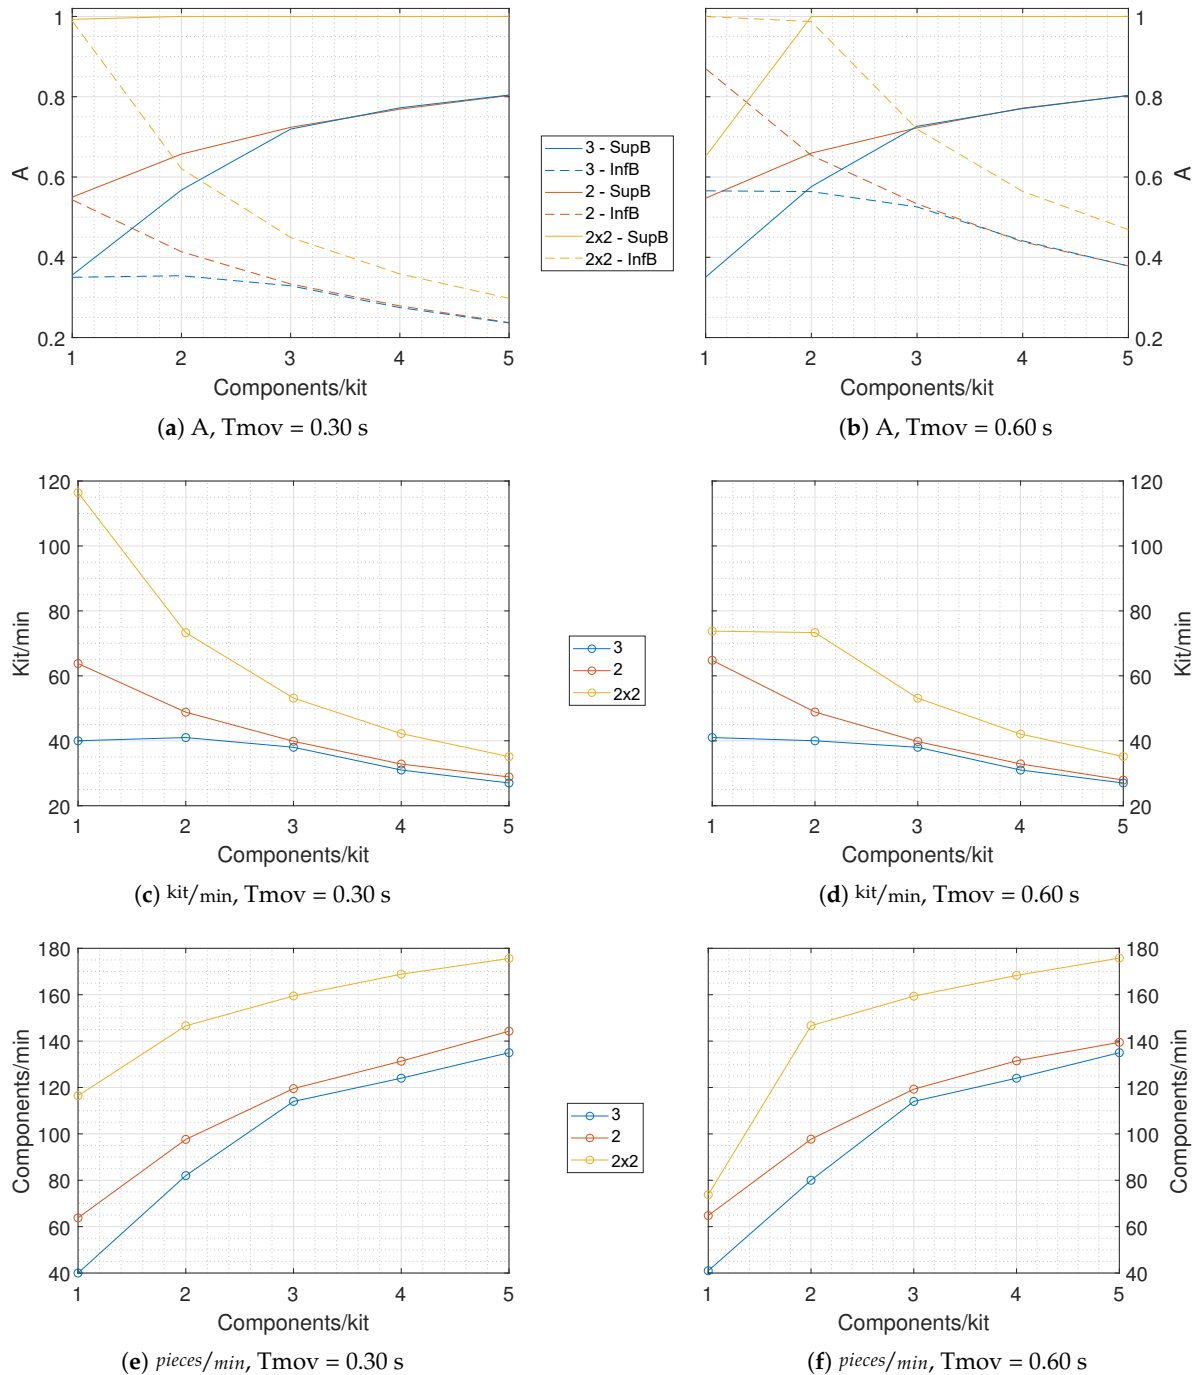 1
0.8
0.6
0.4
0.2
A
1 2 3 4 5
Components/kit
(a) A, Tmov = 0.30 s
3 - SupB
3 - InfB
2 - SupB
2 - InfB
2x2 - SupB
2x2 - InfB
1
0.8
0.6
0.4
0.2
A
1 2 3 4 5
Components/kit
(b) A, Tmov = 0.60 s
120
100
80
60
40
20
Kit/min
1 2 3 4 5
Components/kit
(c) kit/min, Tmov = 0.30 s
3
2
2x2
120
100
80
60
40
20
Kit/min
1 2 3 4 5
Components/kit
(d) kit/min, Tmov = 0.60 s
180
160
140
120
100
80
60
40
Components/min
1 2 3 4 5
Components/kit
(e) pieces/min, Tmov = 0.30 s
3
2
2x2
180
160
140
120
100
80
60
40
Components/min
1 2 3 4 5
Components/kit
(f) pieces/min, Tmov = 0.60 s